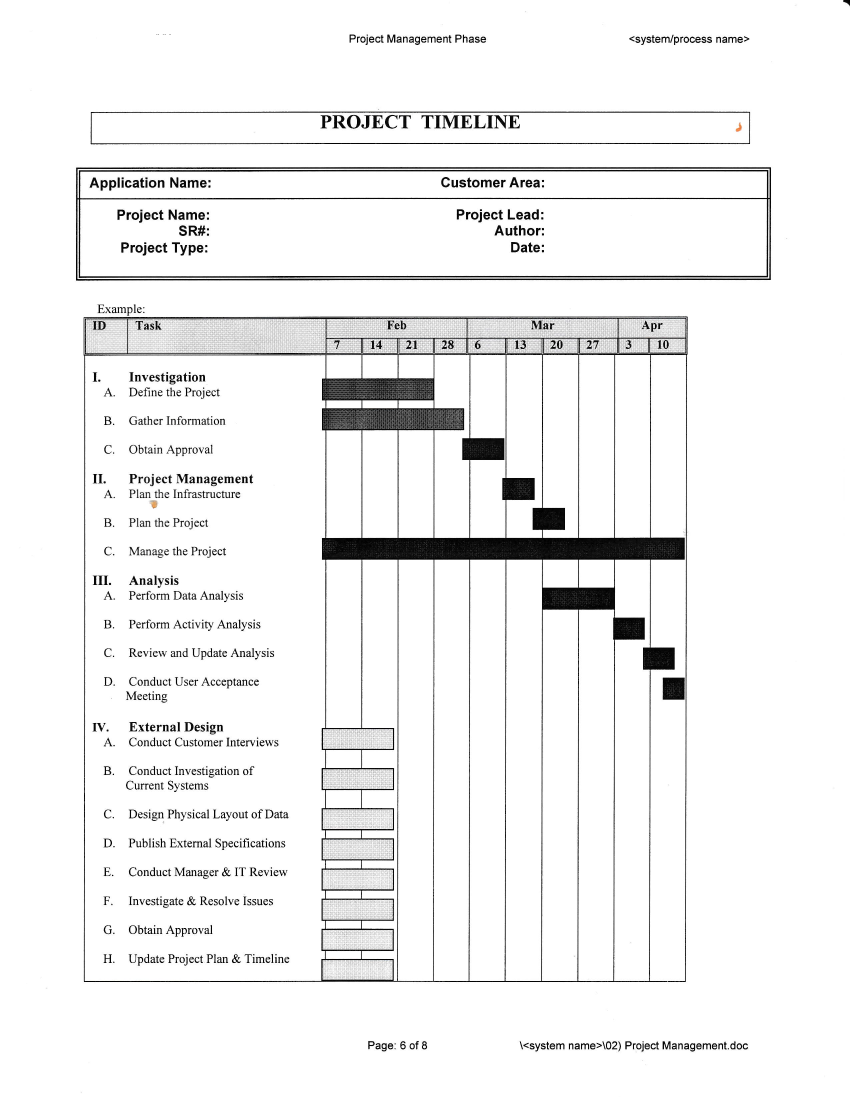 Project Management Phase <system/process name>
PROJECT TIMELINE
Application Name: Customer Area:
Project Name: Project Lead:
SR#: Author:
Project Type: Date:
Example:
ID Task Feb Mar Apr
7 14 21 28 6 13 20 27 3 10
I. Investigation
A. Define the Project
B. Gather Information
C. Obtain Approval
II. Project Management
A. Plan the Infrastructure
B. Plan the Project
C. Manage the Project
III. Analysis
A. Perform Data Analysis
B. Perform Activity Analysis
C. Review and Update Analysis
D. Conduct User Acceptance
Meeting
IV. External Design
A. Conduct Customer Interviews
B. Conduct Investigation of
Current Systems
C. Design Physical Layout of Data
D. Publish External Specifications
E. Conduct Manager & IT Review
F. Investigate & Resolve Issues
G. Obtain Approval
H. Update Project Plan & Timeline
Page: 6 of 8 \<system name>\02) Project Management.doc